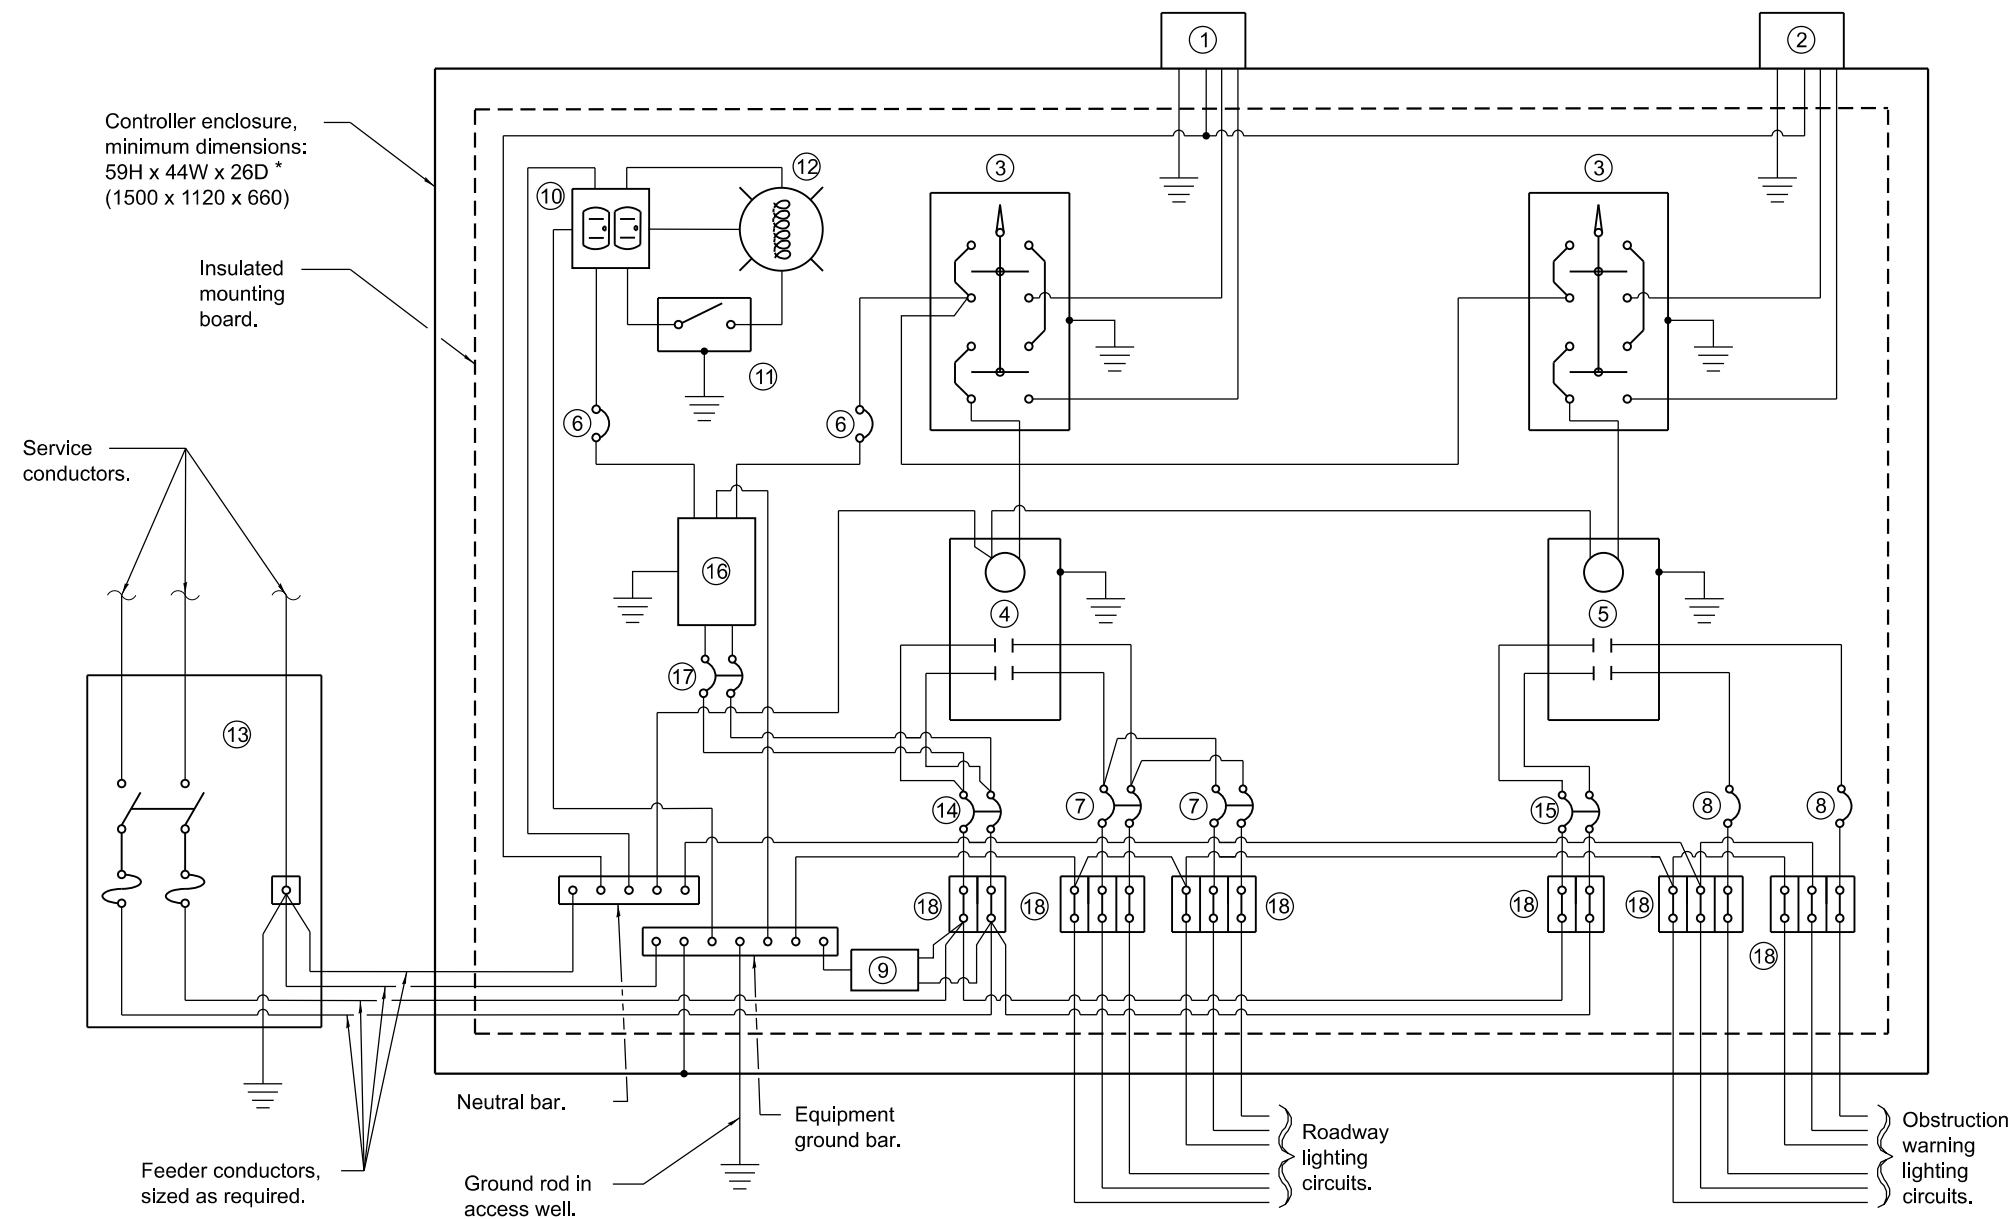 1
2
Controller enclosure,
minimum dimensions:
59H x 44W x 26D *
(1500 x 1120 x 660)
12
3
3
10
Insulated
mounting
board.
11
6
6
Service
conductors.
16
4
5
17
13
14
7
7
15
8
8
18
18
18
18
18
18
9
Neutral bar.
Equipment
ground bar.
Roadway
lighting
circuits.
Obstruction
warning
lighting
circuits.
Feeder conductors,
sized as required.
Ground rod in
access well.